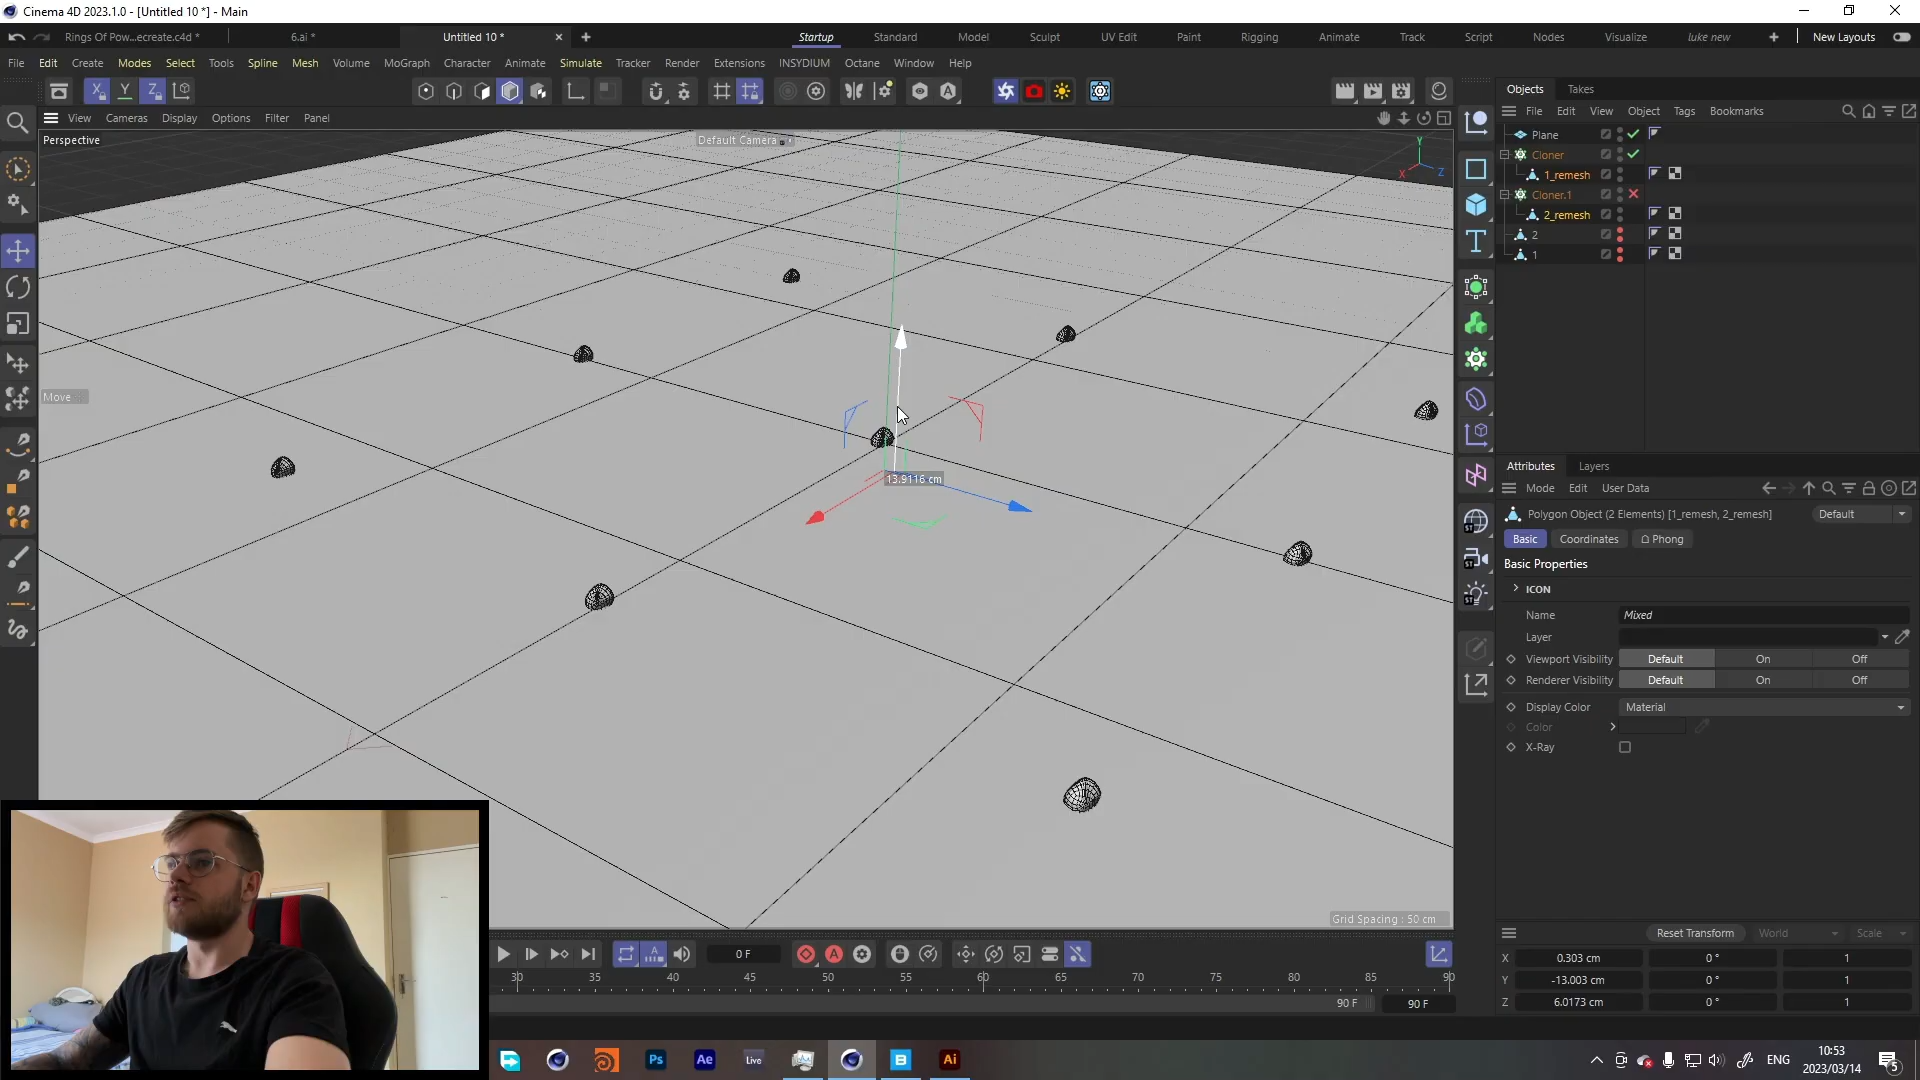 Cinema 4D 2023.1.0 - [Untitled 10 *] - Main
Rings Of Pow...ecreate.c4d *
6.ai *
Untitled 10 *
Startup
Standard
Model
Sculpt
UV Edit
Paint
Rigging
Animate
Track
Script
Nodes
Visualize
luke new
New Layouts
File Edit Create Modes Select Tools Spline Mesh Volume MoGraph Character Animate Simulate Tracker Render Extensions INSYDIUM Octane Window Help
X Y Z
View Cameras Display Options Filter Panel
Perspective
Default Camera
Y
X
Z
Move
13.9116 cm
Grid Spacing : 50 cm
Objects Takes
File Edit View Object Tags Bookmarks
Plane
Cloner
1_remesh
Cloner.1
2_remesh
2
1
Attributes Layers
Mode Edit User Data
Polygon Object (2 Elements) [1_remesh, 2_remesh]
Default
Basic Coordinates Phong
Basic Properties
ICON
Name Mixed
Layer
Viewport Visibility Default On Off
Renderer Visibility Default On Off
Display Color Material
Color
X-Ray
Reset Transform World Scale
X 0.303 cm 0 ° 1
Y -13.003 cm 0 ° 1
Z 6.0173 cm 0 ° 1
0 F
30 35 40 45 50 55 60 65 70 75 80 85 90
90 F 90 F
Ps Ae Live Ai
ENG
10:53
2023/03/14
5